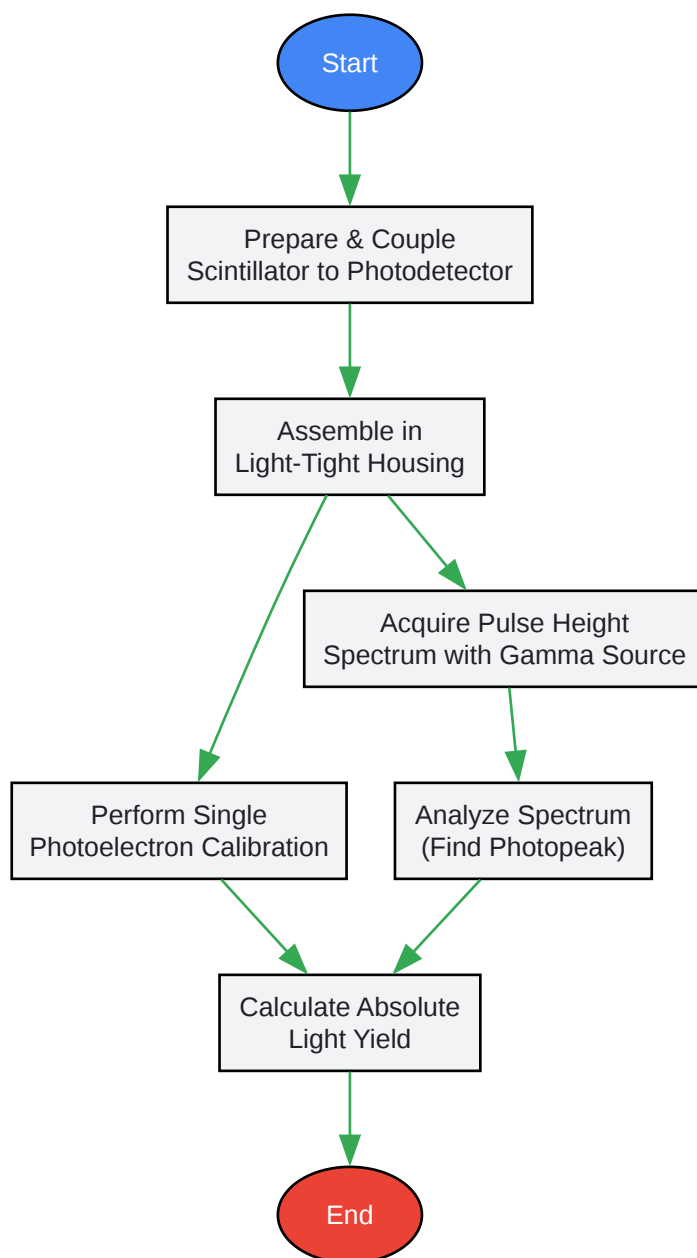 Start
Prepare & Couple
Scintillator to Photodetector
Assemble in
Light-Tight Housing
Acquire Pulse Height
Spectrum with Gamma Source
Perform Single
Photoelectron Calibration
Analyze Spectrum
(Find Photopeak)
Calculate Absolute
Light Yield
End